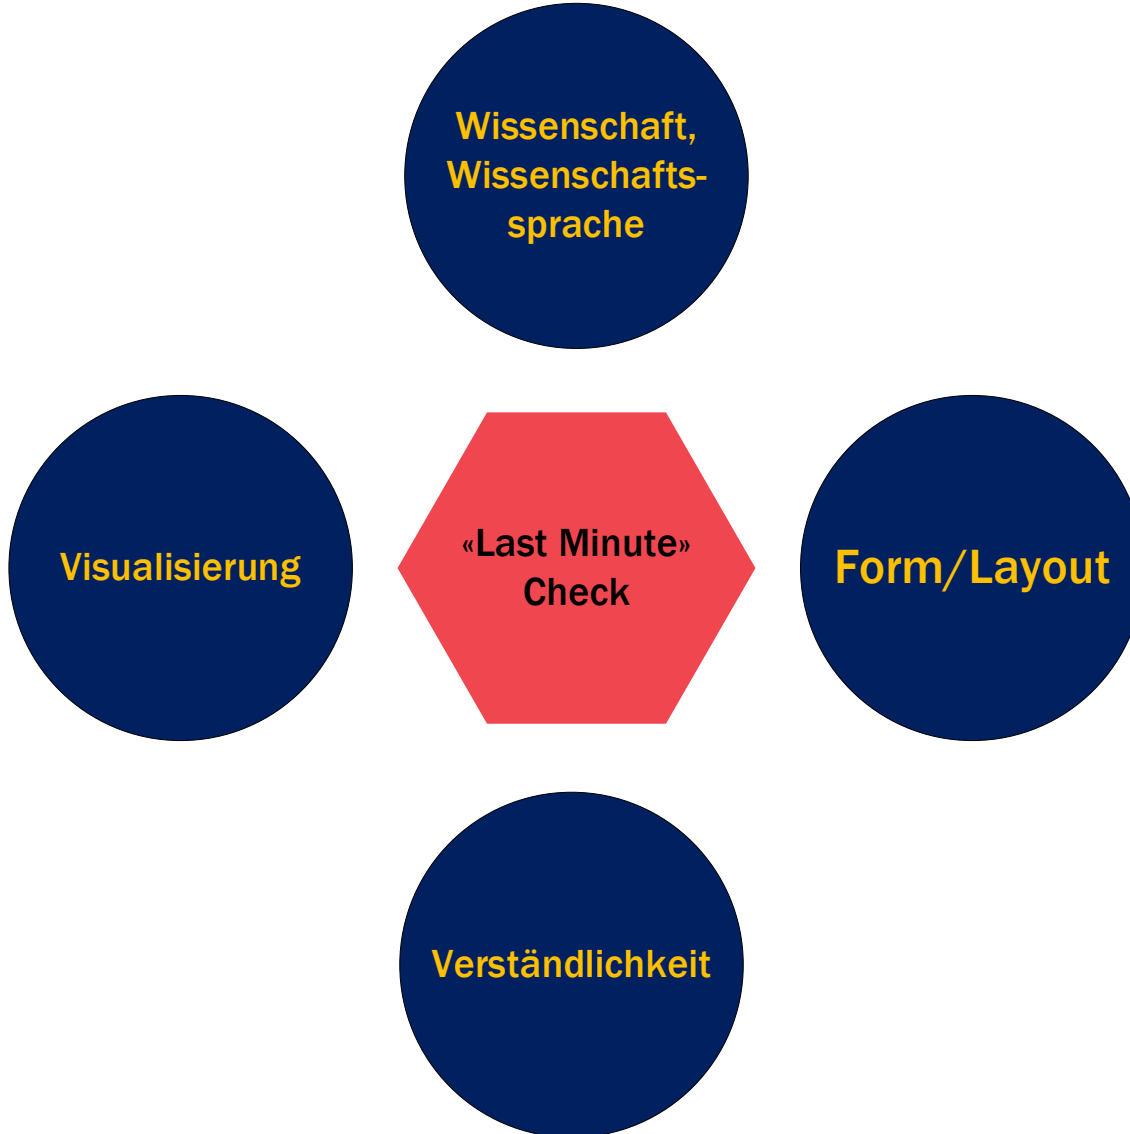 Wissenschaft,
Wissenschafts-
sprache
Visualisierung
«Last Minute»
Check
Form/Layout
Verständlichkeit